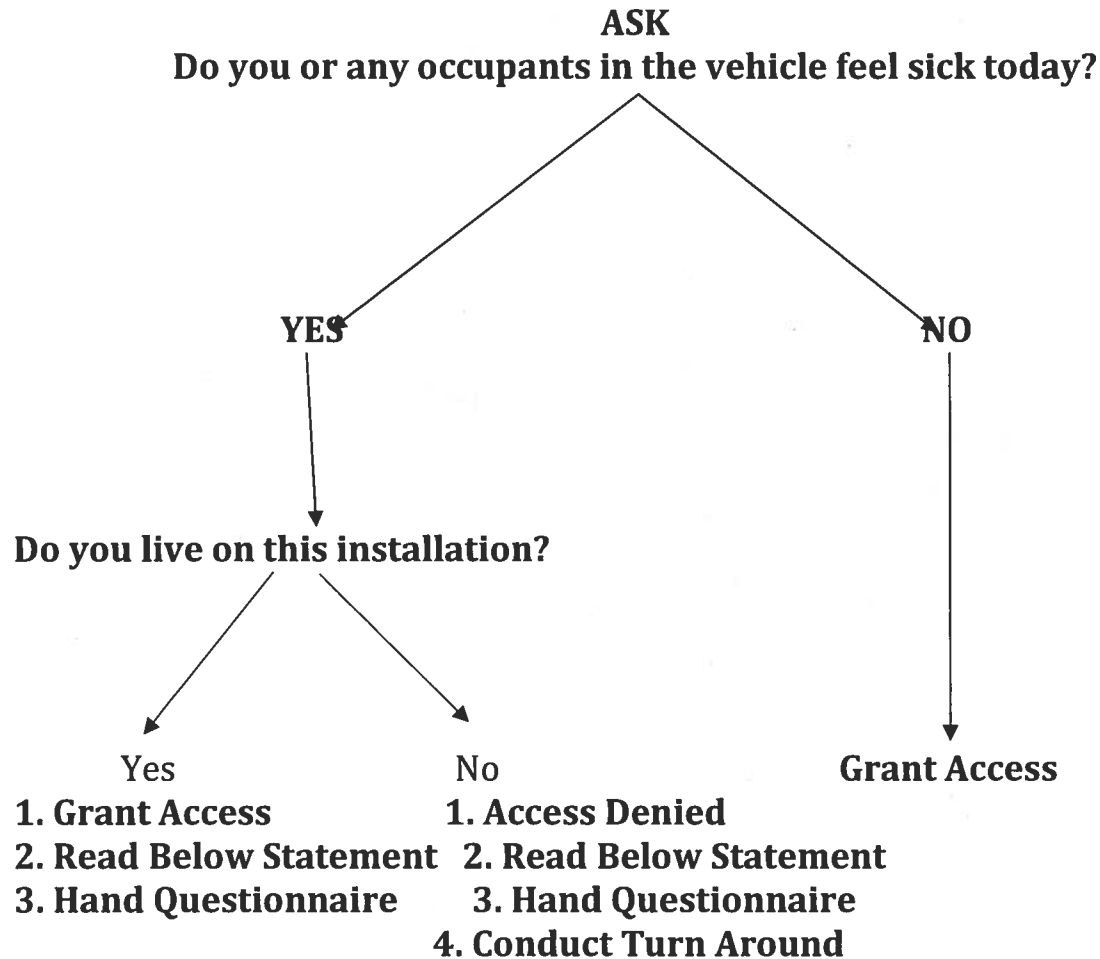 ASK
Do you or any occupants in the vehicle feel sick today?
YES
NO
Do you live on this installation?
Yes
1. Grant Access
2. Read Below Statement
3. Hand Questionnaire
No
1. Access Denied
2. Read Below Statement
3. Hand Questionnaire
4. Conduct Turn Around
Grant Access